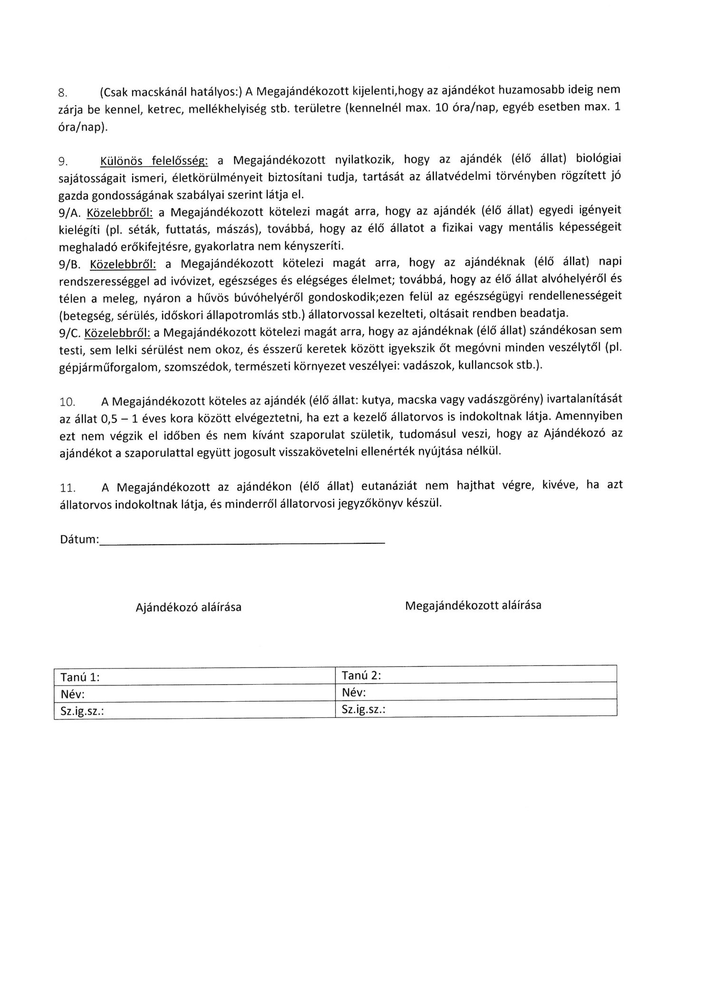 8. (Csak macskánál hatályos:) A Megajándékozott kijelenti,hogy az ajándékot huzamosabb ideig nem
zárja be kennel, ketrec, mellékhelyiség stb. területre (kennelnél max. 10 óra/nap, egyéb esetben max. 1
óra/nap).
9. Különös felelősség: a Megajándékozott nyilatkozik, hogy az ajándék (élő állat) biológiai
sajátosságait ismeri, életkörülményeit biztosítani tudja, tartását az állatvédelmi törvényben rögzített jó
gazda gondosságának szabályai szerint látja el.
9/A. Közelebbről: a Megajándékozott kötelezi magát arra, hogy az ajándék (élő állat) egyedi igényeit
kielégíti (pl. séták, futtatás, mászás), továbbá, hogy az élő állatot a fizikai vagy mentális képességeit
meghaladó erőkifejtésre, gyakorlatra nem kényszeríti.
9/B. Közelebbről: a Megajándékozott kötelezi magát arra, hogy az ajándéknak (élő állat) napi
rendszerességgel ad ivóvizet, egészséges és elégséges élelmet; továbbá, hogy az élő állat alvóhelyéről és
télen a meleg, nyáron a hűvös búvóhelyéről gondoskodik;ezen felül az egészségügyi rendellenességeit
(betegség, sérülés, időskori állapotromlás stb.) állatorvossal kezelteti, oltásait rendben beadatja.
9/C. Közelebbről: a Megajándékozott kötelezi magát arra, hogy az ajándéknak (élő állat) szándékosan sem
testi, sem lelki sérülést nem okoz, és ésszerű keretek között igyekszik őt megóvni minden veszélytől (pl.
gépjárműforgalom, szomszédok, természeti környezet veszélyei: vadászok, kullancsok stb.).
10. A Megajándékozott köteles az ajándék (élő állat: kutya, macska vagy vadászgörény) ivartalanítását
az állat 0,5 – 1 éves kora között elvégeztetni, ha ezt a kezelő állatorvos is indokoltnak látja. Amennyiben
ezt nem végzik el időben és nem kívánt szaporulat születik, tudomásul veszi, hogy az Ajándékozó az
ajándékot a szaporulattal együtt jogosult visszakövetelni ellenérték nyújtása nélkül.
11. A Megajándékozott az ajándékon (élő állat) eutanáziát nem hajthat végre, kivéve, ha azt
állatorvos indokoltnak látja, és minderről állatorvosi jegyzőkönyv készül.
Dátum:
Ajándékozó aláírása Megajándékozott aláírása
Tanú 1: Tanú 2:
Név: Név:
Sz.ig.sz.: Sz.ig.sz.: